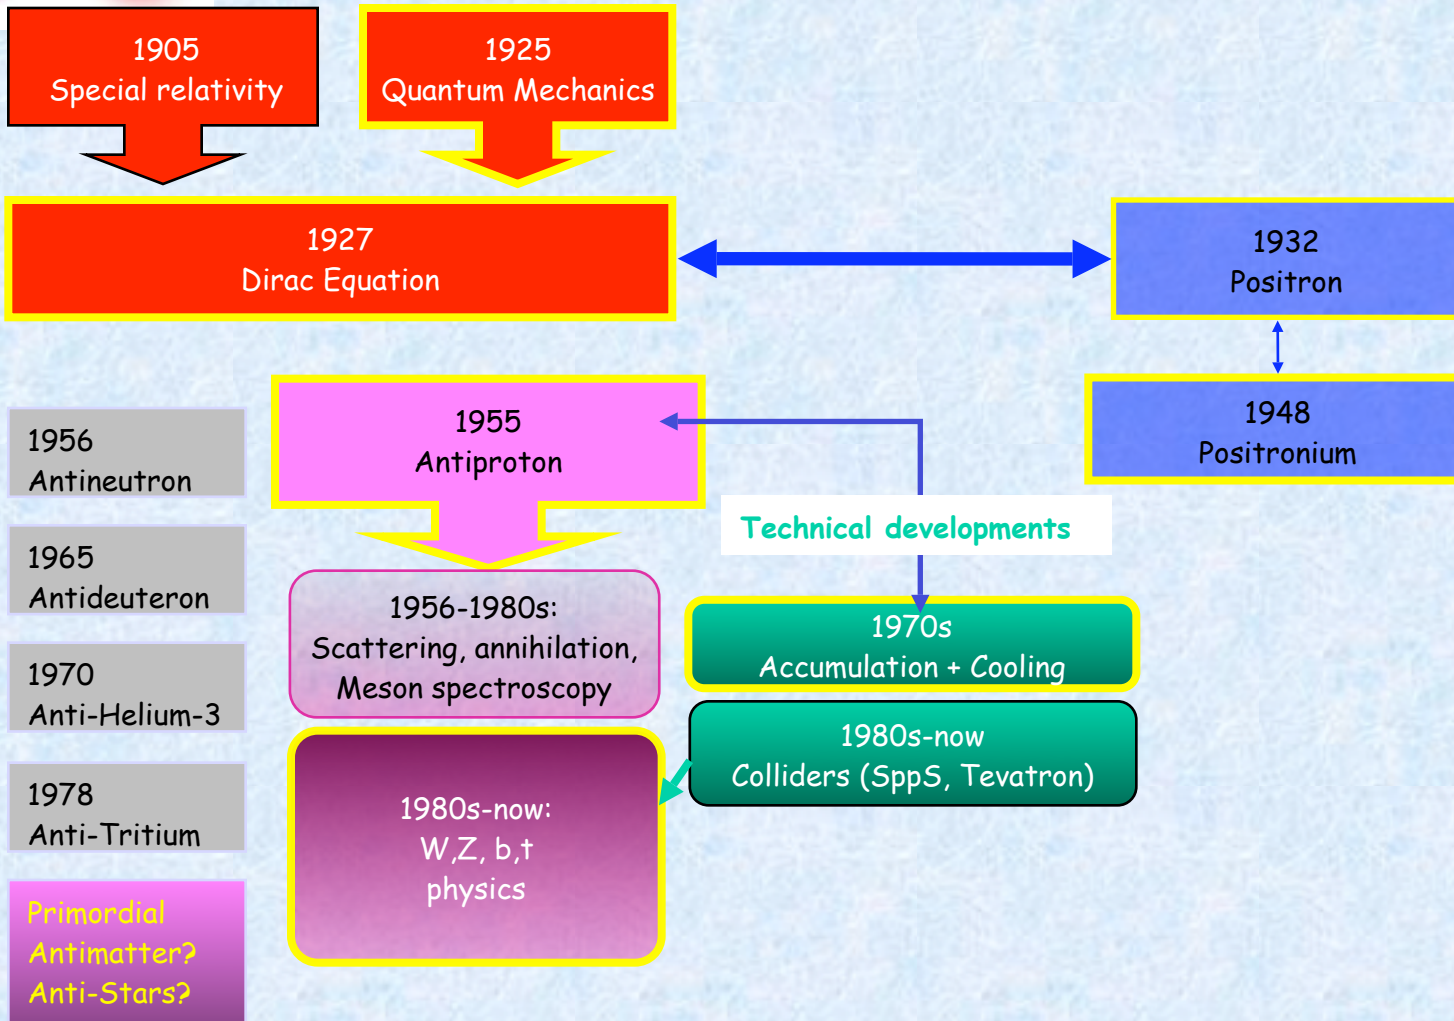 1905
Special relativity
1925
Quantum Mechanics
1927
Dirac Equation
1932
Positron
1948
Positronium
1955
Antiproton
Technical developments
1956
Antineutron
1965
Antideuteron
1970
Anti-Helium-3
1978
Anti-Tritium
Primordial
Antimatter?
Anti-Stars?
1956-1980s:
Scattering, annihilation,
Meson spectroscopy
1970s
Accumulation + Cooling
1980s-now
Colliders (SppS, Tevatron)
1980s-now:
W,Z, b,t
physics